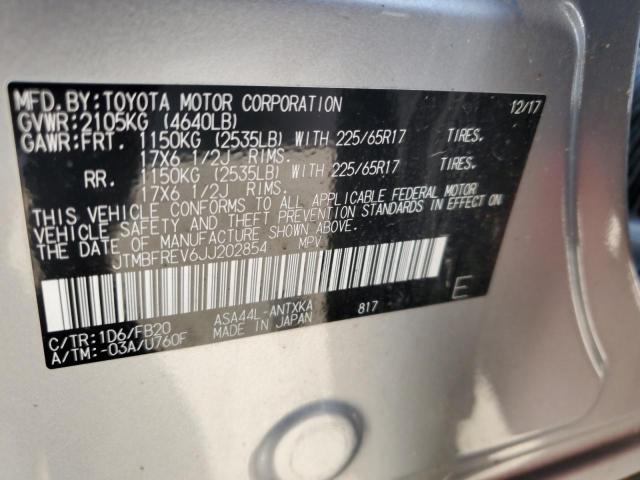 MFD.BY:TOYOTA MOTOR CORPORATION 12/17
GVWR:2105KG (4640LB)
GAWR:FRT. 1150KG (2535LB) WITH 225/65R17 TIRES.
17X6 1/2J RIMS.
RR. 1150KG (2535LB) WITH 225/65R17 TIRES.
17X6 1/2J RIMS.
THIS VEHICLE CONFORMS TO ALL APPLICABLE FEDERAL MOTOR
VEHICLE SAFETY AND THEFT PREVENTION STANDARDS IN EFFECT ON
THE DATE OF MANUFACTURE SHOWN ABOVE.
JTMBFREV6JJ202854 MPV
E
ASA44L-ANTXKA 817
C/TR:1D6/FB20 MADE IN JAPAN
A/TM:-03A/U760F